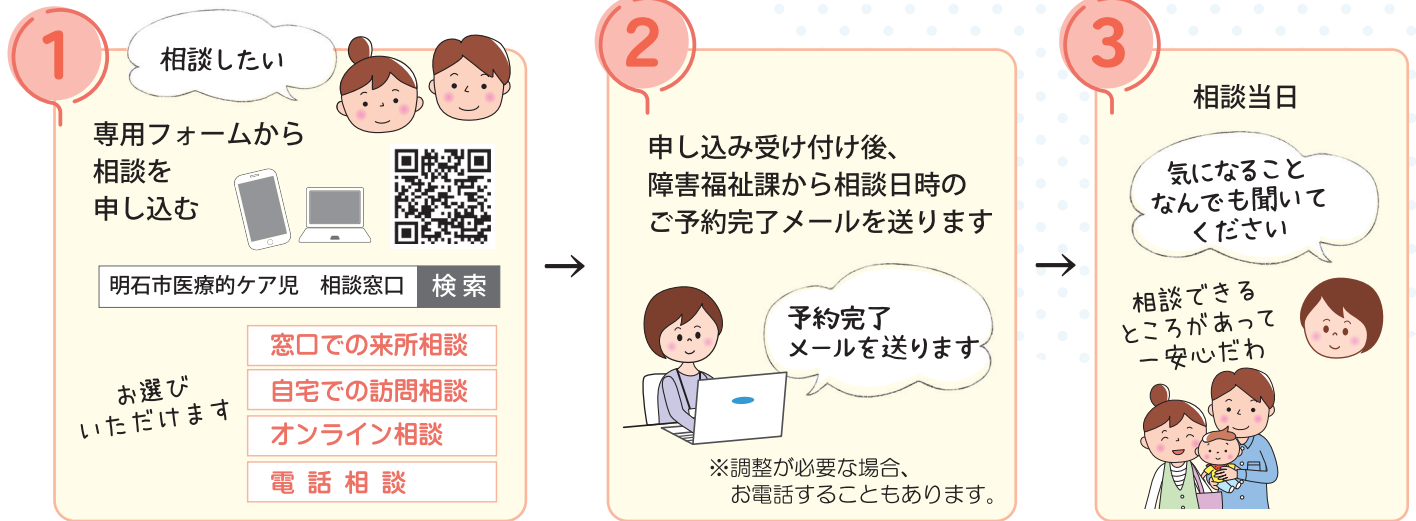 1
相談したい
専用フォームから
相談を
申し込む
明石市医療的ケア児 相談窓口 検索
お選び
いただけます
窓口での来所相談
自宅での訪問相談
オンライン相談
電話相談
→
2
申し込み受け付け後、
障害福祉課から相談日時の
ご予約完了メールを送ります
予約完了
メールを送ります
※調整が必要な場合、
お電話することもあります。
→
3
相談当日
気になること
なんでも聞いて
ください
相談できる
ところがあって
一安心だわ